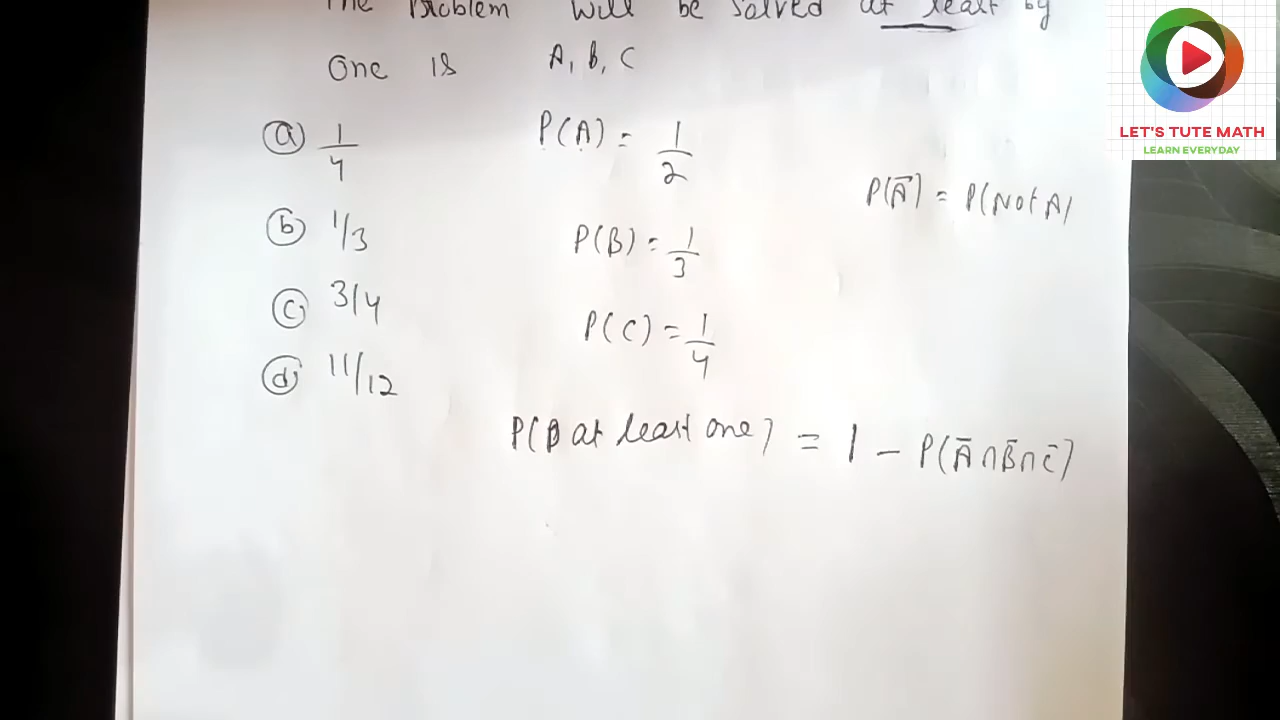 The Problem will be solved at least by
One is A, B, C
(a) 1/4
P(A) = 1/2
P(Ā) = P(Not A)
(b) 1/3
P(B) = 1/3
(c) 3/4
P(C) = 1/4
(d) 11/12
P(at least one) = 1 - P(Ā∩B̄∩C̄)
LET'S TUTE MATH
LEARN EVERYDAY